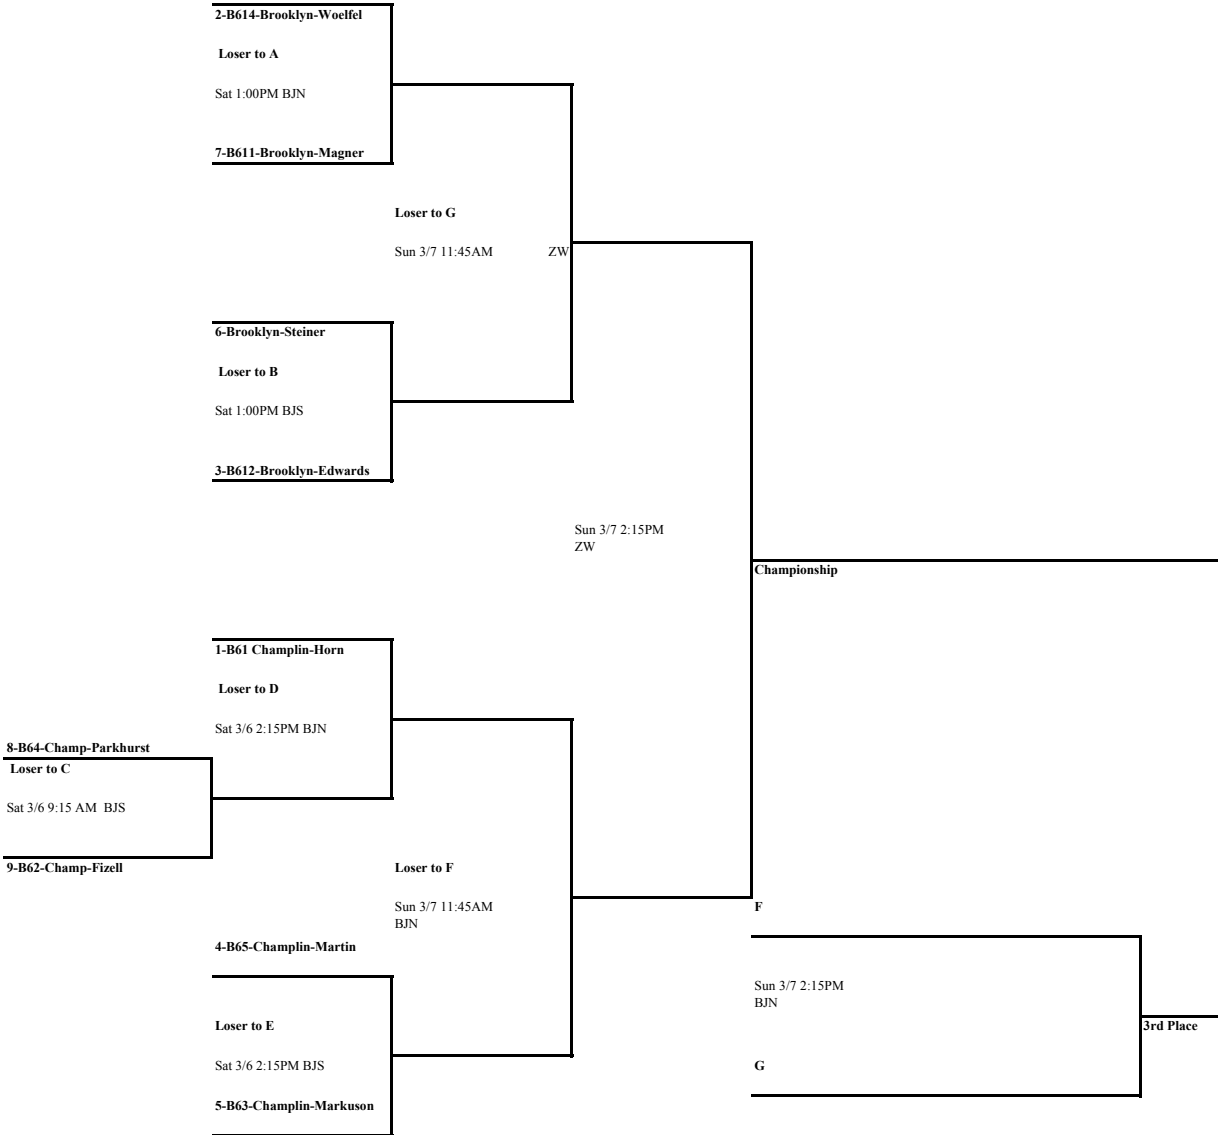 2-B614-Brooklyn-Woelfel
Loser to A
Sat 1:00PM BJN
7-B611-Brooklyn-Magner
Loser to G
Sun 3/7 11:45AM ZW
6-Brooklyn-Steiner
Loser to B
Sat 1:00PM BJS
3-B612-Brooklyn-Edwards
Sun 3/7 2:15PM
ZW
Championship
1-B61 Champlin-Horn
Loser to D
Sat 3/6 2:15PM BJN
8-B64-Champ-Parkhurst
Loser to C
Sat 3/6 9:15 AM BJS
9-B62-Champ-Fizell
Loser to F
Sun 3/7 11:45AM
BJN
F
4-B65-Champlin-Martin
Sun 3/7 2:15PM
BJN
Loser to E
3rd Place
Sat 3/6 2:15PM BJS
G
5-B63-Champlin-Markuson